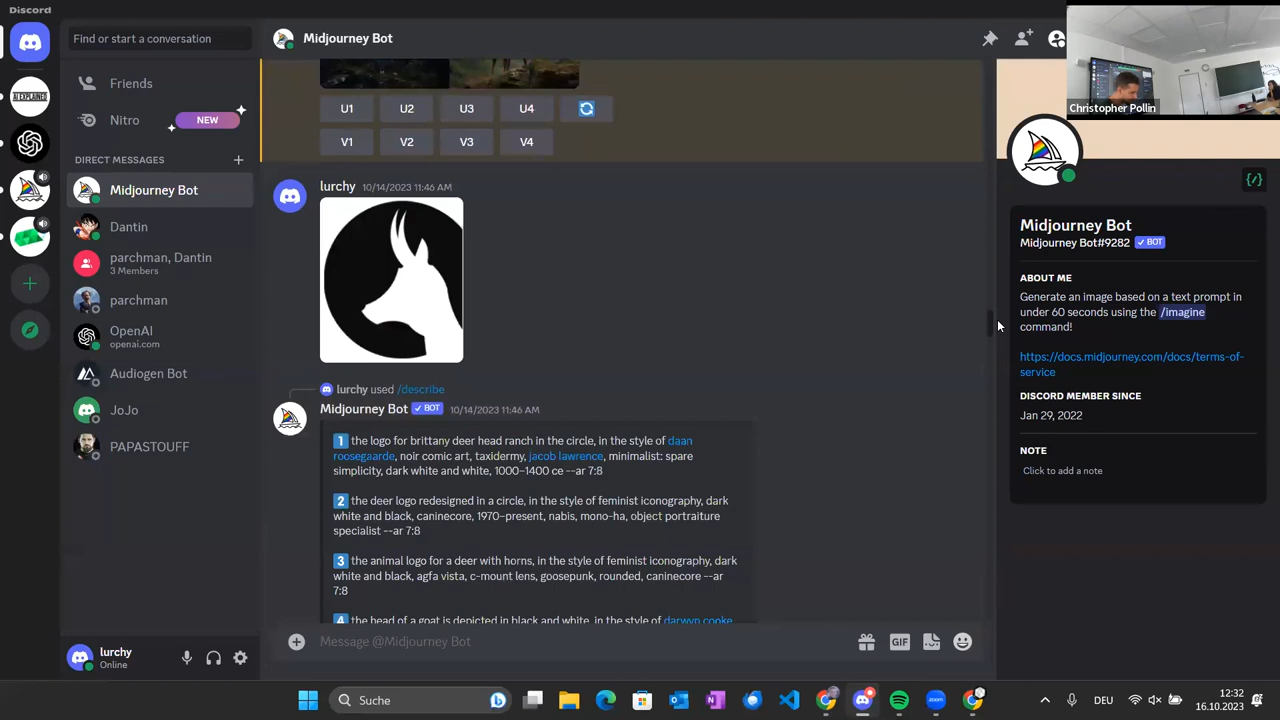 Discord
Find or start a conversation
Midjourney Bot
Friends
Nitro
NEW
DIRECT MESSAGES
Midjourney Bot
Dantin
parchman, Dantin
3 Members
parchman
OpenAI
openai.com
Audiogen Bot
JoJo
PAPASTOUFF
lurchy
Online
AI EXPLAINED
U1 U2 U3 U4
V1 V2 V3 V4
lurchy 10/14/2023 11:46 AM
lurchy used /describe
Midjourney Bot ✓ BOT 10/14/2023 11:46 AM
1 the logo for brittany deer head ranch in the circle, in the style of daan
roosegaarde, noir comic art, taxidermy, jacob lawrence, minimalist: spare
simplicity, dark white and white, 1000–1400 ce --ar 7:8
2 the deer logo redesigned in a circle, in the style of feminist iconography, dark
white and black, caninecore, 1970–present, nabis, mono-ha, object portraiture
specialist --ar 7:8
3 the animal logo for a deer with horns, in the style of feminist iconography, dark
white and black, agfa vista, c-mount lens, goosepunk, rounded, caninecore --ar
7:8
4 the head of a goat is depicted in black and white, in the style of darwyn cooke
Message @Midjourney Bot
GIF
Christopher Pollin
{/}
Midjourney Bot
Midjourney Bot#9282 ✓ BOT
ABOUT ME
Generate an image based on a text prompt in
under 60 seconds using the /imagine
command!
https://docs.midjourney.com/docs/terms-of-
service
DISCORD MEMBER SINCE
Jan 29, 2022
NOTE
Click to add a note
Suche
zoom
DEU
12:32
16.10.2023